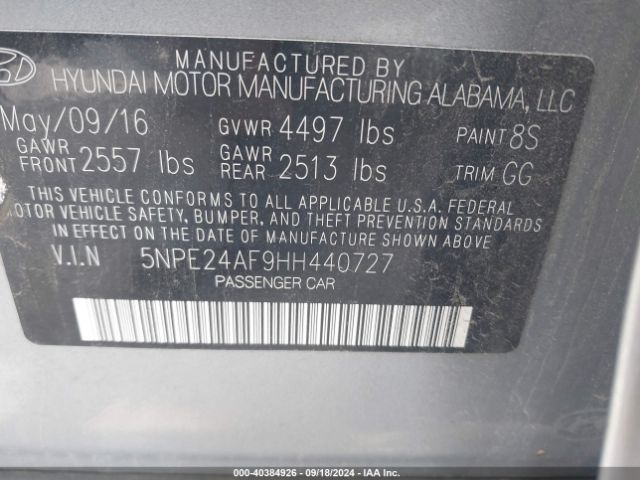 MANUFACTURED BY
HYUNDAI MOTOR MANUFACTURING ALABAMA, LLC
May/09/16 GVWR 4497 lbs PAINT 8S
GAWR FRONT 2557 lbs GAWR REAR 2513 lbs TRIM GG
THIS VEHICLE CONFORMS TO ALL APPLICABLE U.S.A. FEDERAL
MOTOR VEHICLE SAFETY, BUMPER, AND THEFT PREVENTION STANDARDS
IN EFFECT ON THE DATE OF MANUFACTURE SHOWN ABOVE.
V.I.N 5NPE24AF9HH440727
PASSENGER CAR
000-40384926 - 09/18/2024 - IAA Inc.